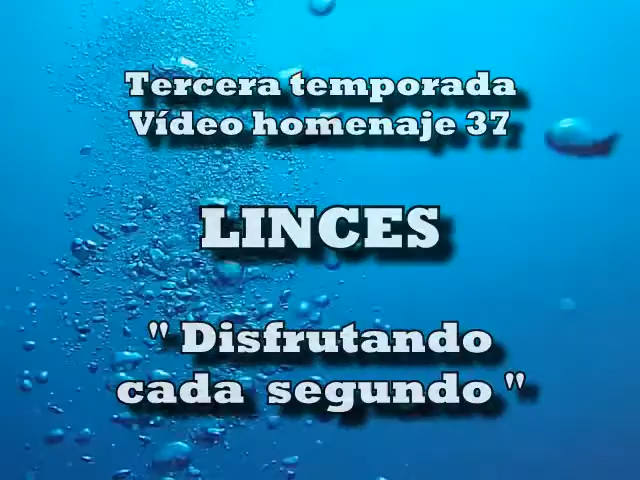 Tercera temporada
Vídeo homenaje 37
LINCES
" Disfrutando
cada segundo "